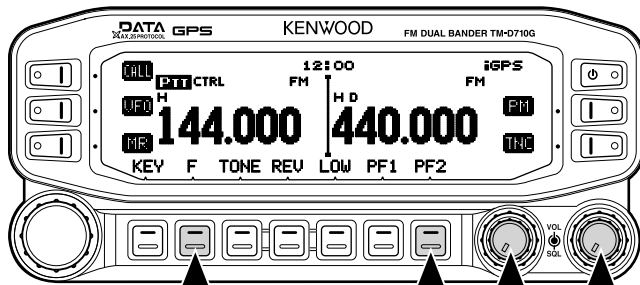 DATA GPS KENWOOD FM DUAL BANDER TM-D710G
AX.25 PROTOCOL
CALL 12:00 iGPS
PTT CTRL FM FM
VFO H H D PM
144.000 440.000
MR TNC
KEY F TONE REV LOW PF1 PF2
VOL
SQL